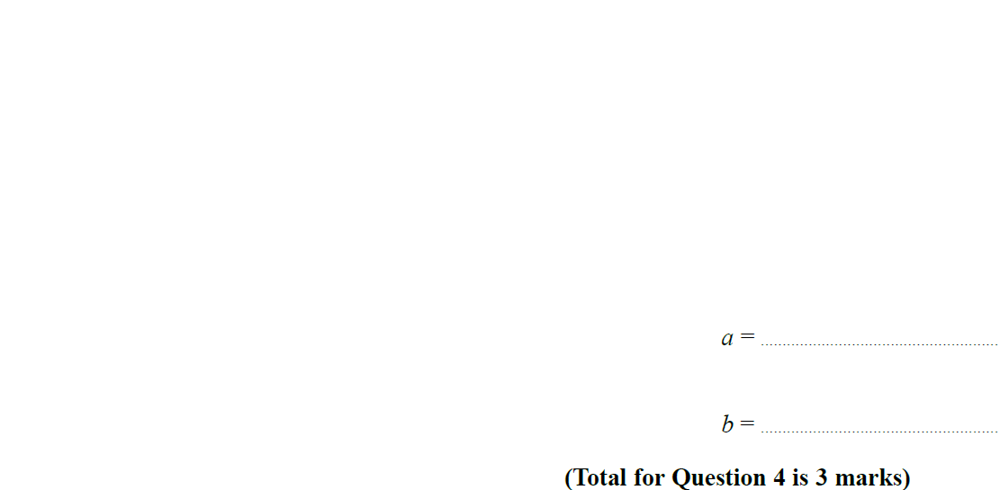 a = ........................................................
b = ........................................................
(Total for Question 4 is 3 marks)